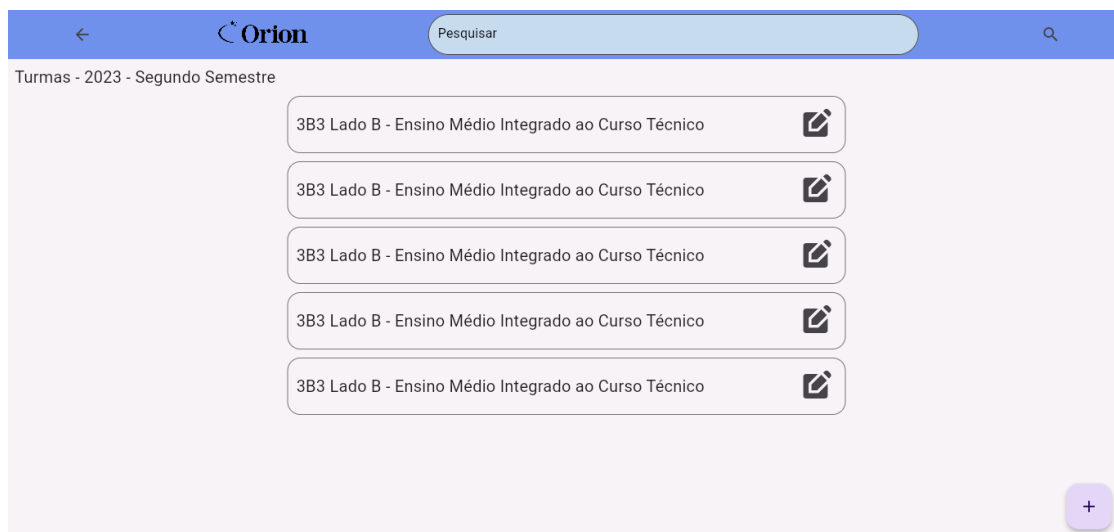 Orion
Pesquisar
Turmas - 2023 - Segundo Semestre
3B3 Lado B - Ensino Médio Integrado ao Curso Técnico
3B3 Lado B - Ensino Médio Integrado ao Curso Técnico
3B3 Lado B - Ensino Médio Integrado ao Curso Técnico
3B3 Lado B - Ensino Médio Integrado ao Curso Técnico
3B3 Lado B - Ensino Médio Integrado ao Curso Técnico